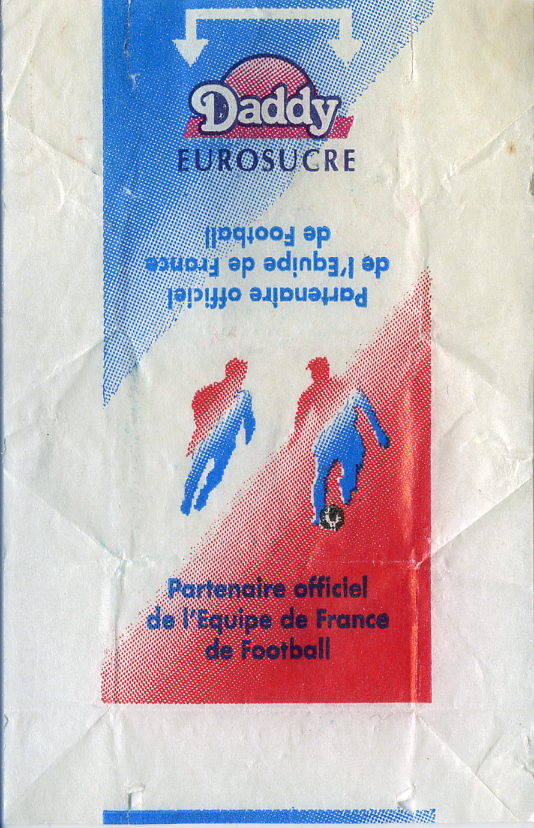 Daddy
EUROSUCRE
Partenaire officiel
de l'Equipe de France
de Football
Partenaire officiel
de l'Equipe de France
de Football